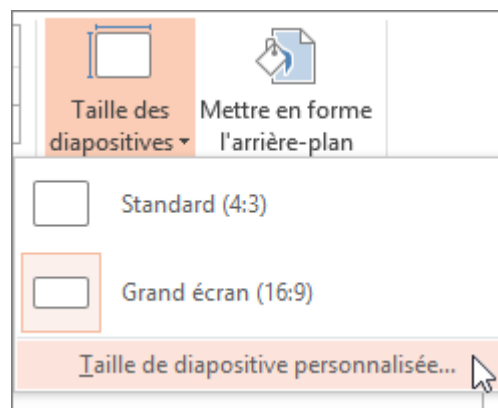 Taille des
diapositives
Mettre en forme
l'arrière-plan
Standard (4:3)
Grand écran (16:9)
Taille de diapositive personnalisée...